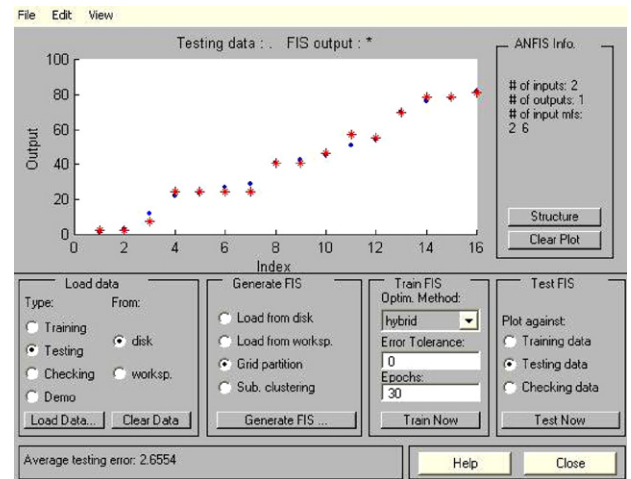 File Edit View
Testing data : . FIS output : *
100
80
60
40
20
0
Output
0 2 4 6 8 10 12 14 16
Index
ANFIS Info.
# of inputs: 2
# of outputs: 1
# of input mfs:
2 6
Structure
Clear Plot
Load data
Type: From:
Training
Testing
Checking
Demo
disk
worksp.
Load Data... Clear Data
Generate FIS
Load from disk
Load from worksp.
Grid partition
Sub. clustering
Generate FIS ...
Train FIS
Optim. Method:
hybrid
Error Tolerance:
0
Epochs:
30
Train Now
Test FIS
Plot against:
Training data
Testing data
Checking data
Test Now
Average testing error: 2.6554
Help Close